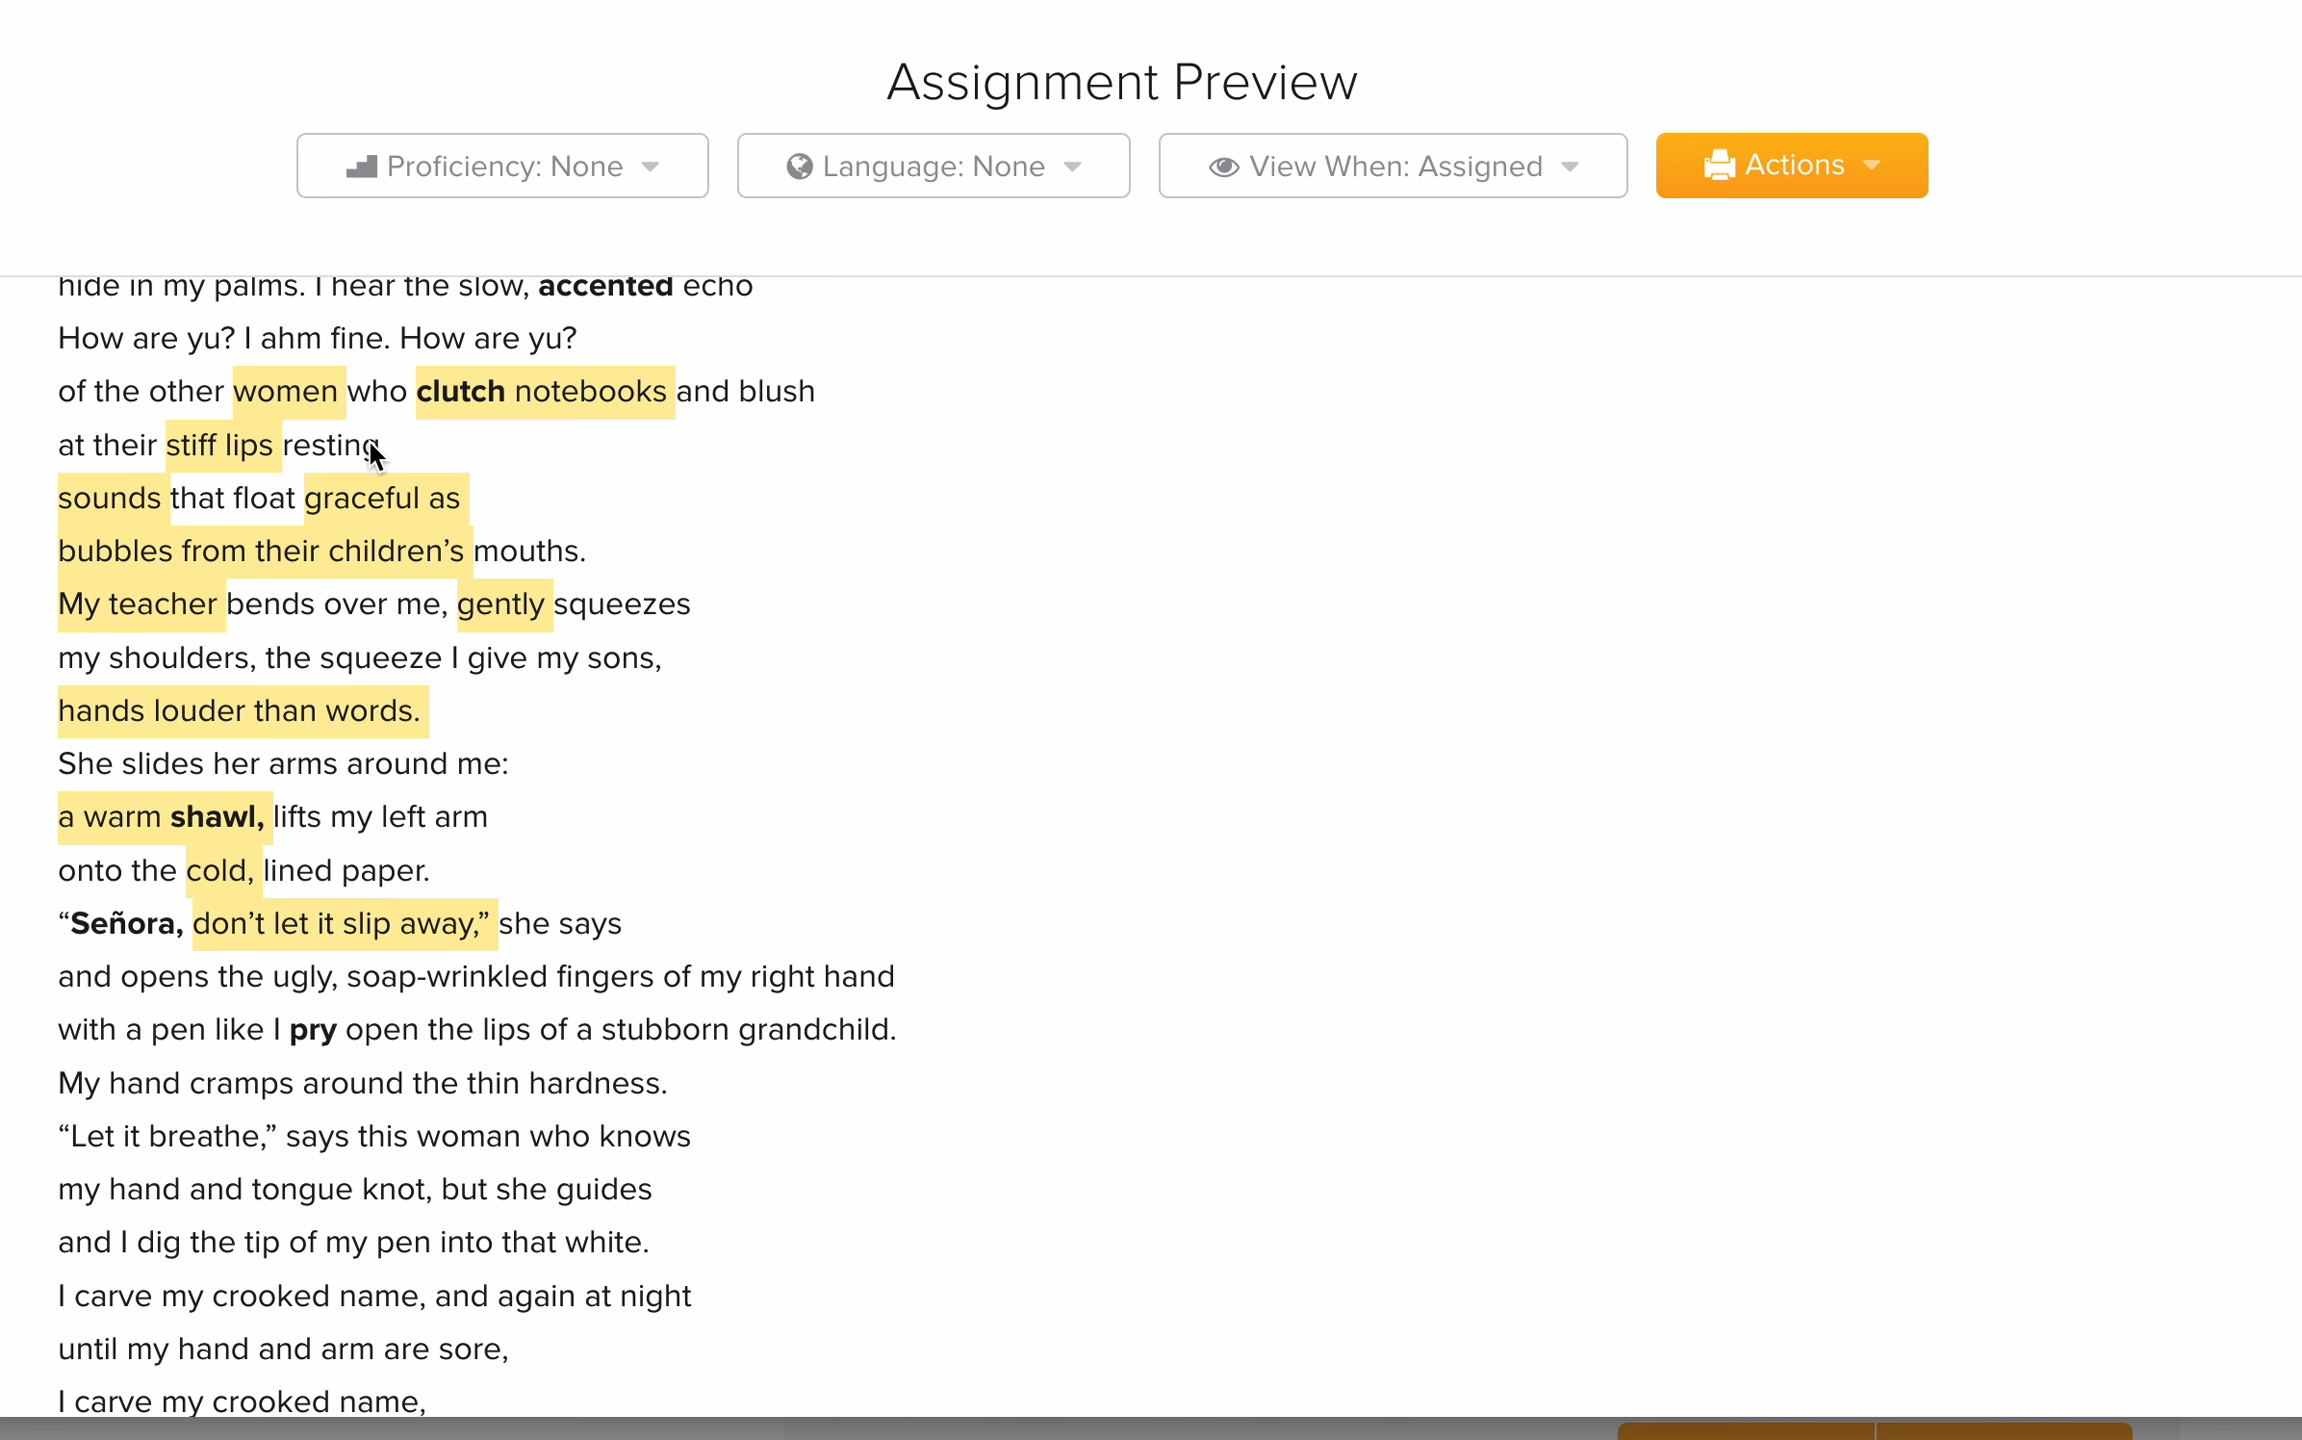 Assignment Preview
Proficiency: None
Language: None
View When: Assigned
Actions
hide in my palms. I hear the slow, accented echo
How are yu? I ahm fine. How are yu?
of the other women who clutch notebooks and blush
at their stiff lips resting
sounds that float graceful as
bubbles from their children’s mouths.
My teacher bends over me, gently squeezes
my shoulders, the squeeze I give my sons,
hands louder than words.
She slides her arms around me:
a warm shawl, lifts my left arm
onto the cold, lined paper.
“Señora, don’t let it slip away,” she says
and opens the ugly, soap-wrinkled fingers of my right hand
with a pen like I pry open the lips of a stubborn grandchild.
My hand cramps around the thin hardness.
“Let it breathe,” says this woman who knows
my hand and tongue knot, but she guides
and I dig the tip of my pen into that white.
I carve my crooked name, and again at night
until my hand and arm are sore,
I carve my crooked name,